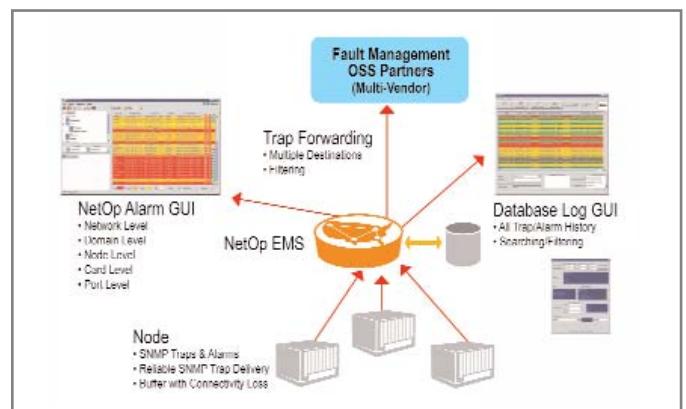 Fault Management
OSS Partners
(Multi-Vendor)
Trap Forwarding
• Multiple Destinations
• Filtering
NetOp Alarm GUI
• Network Level
• Domain Level
• Node Level
• Card Level
• Port Level
NetOp EMS
Database Log GUI
• All Trap/Alarm History
• Searching/Filtering
Node
• SNMP Traps & Alarms
• Reliable SNMP Trap Delivery
• Buffer with Connectivity Loss